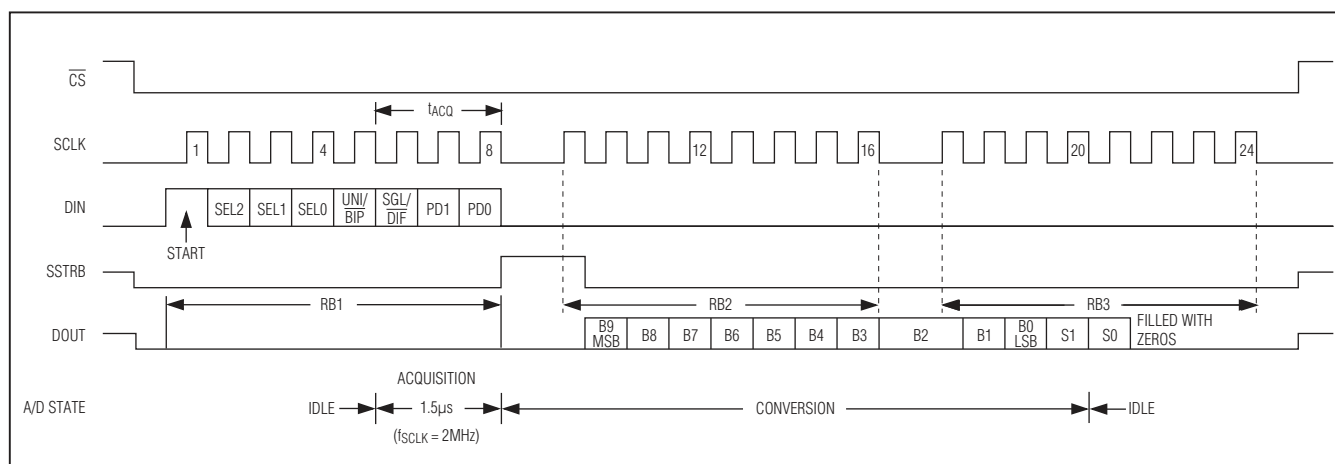 CS
tACQ
SCLK
1 4 8 12 16 20 24
DIN
SEL2 SEL1 SEL0 UNI/BIP SGL/DIF PD1 PD0
START
SSTRB
RB1 RB2 RB3
DOUT
B9 MSB B8 B7 B6 B5 B4 B3 B2 B1 B0 LSB S1 S0 FILLED WITH ZEROS
A/D STATE
IDLE
ACQUISITION
1.5µs
(fSCLK = 2MHz)
CONVERSION
IDLE